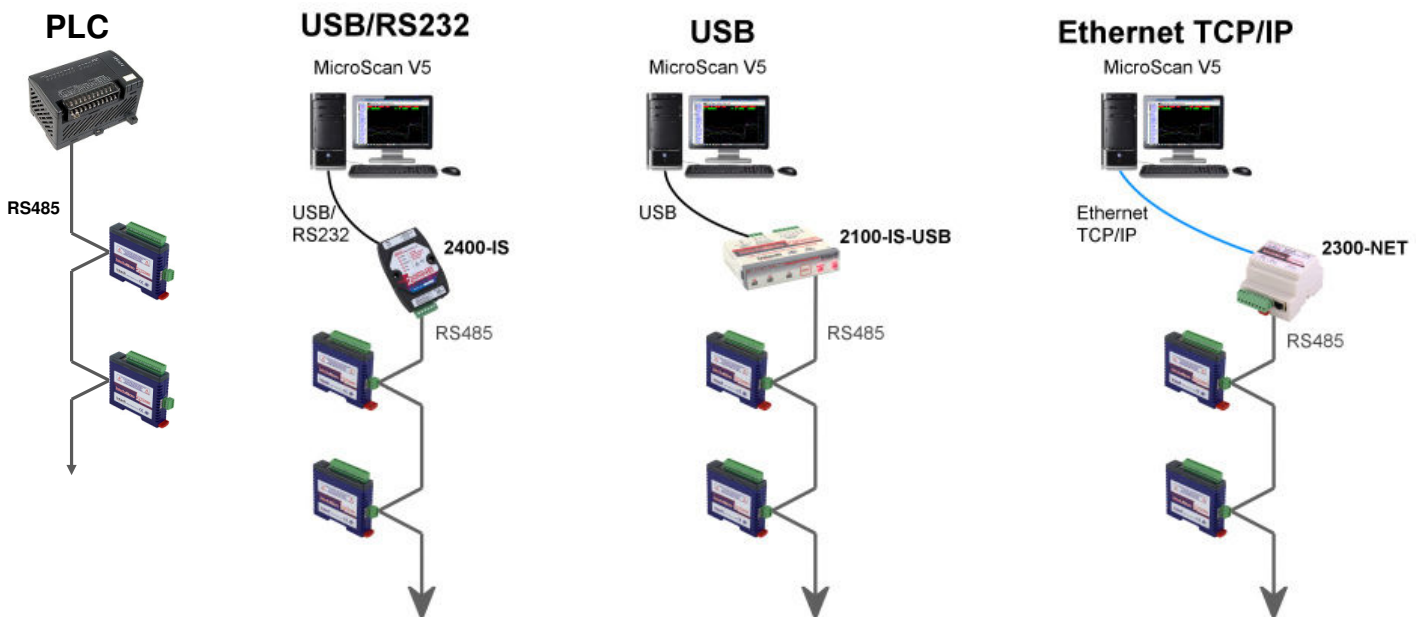 PLC
RS485
USB/RS232
MicroScan V5
USB/
RS232
2400-IS
RS485
USB
MicroScan V5
USB
2100-IS-USB
RS485
Ethernet TCP/IP
MicroScan V5
Ethernet
TCP/IP
2300-NET
RS485